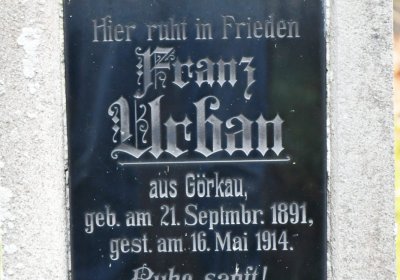 Hier ruht in Frieden
Franz
Urban
aus Görkau,
geb. am 21. Septmbr. 1891,
gest. am 16. Mai 1914.
Ruhe sanft!